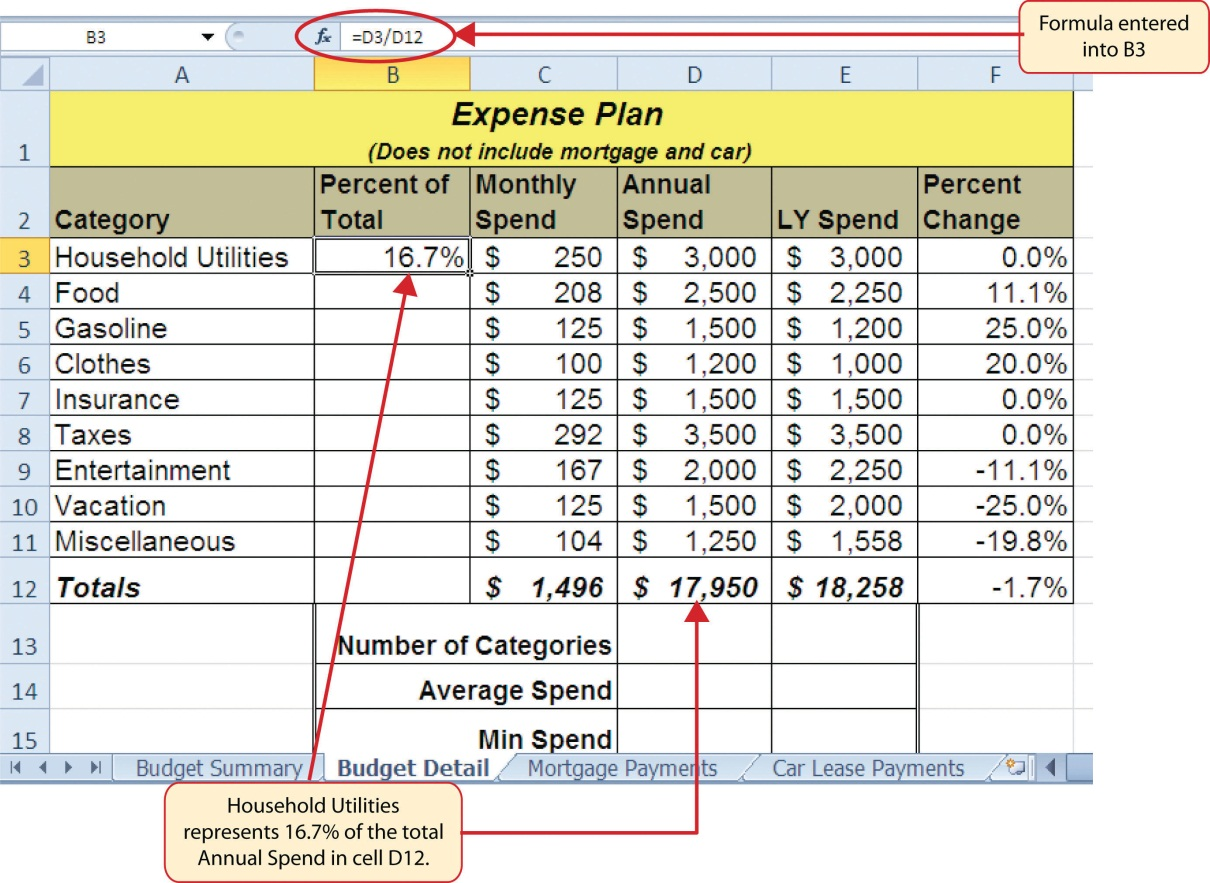 B3 fx =D3/D12
Formula entered
into B3
A B C D E F
Expense Plan
1 (Does not include mortgage and car)
Percent of Monthly Annual Percent
2 Category Total Spend Spend LY Spend Change
3 Household Utilities 16.7% $ 250 $ 3,000 $ 3,000 0.0%
4 Food $ 208 $ 2,500 $ 2,250 11.1%
5 Gasoline $ 125 $ 1,500 $ 1,200 25.0%
6 Clothes $ 100 $ 1,200 $ 1,000 20.0%
7 Insurance $ 125 $ 1,500 $ 1,500 0.0%
8 Taxes $ 292 $ 3,500 $ 3,500 0.0%
9 Entertainment $ 167 $ 2,000 $ 2,250 -11.1%
10 Vacation $ 125 $ 1,500 $ 2,000 -25.0%
11 Miscellaneous $ 104 $ 1,250 $ 1,558 -19.8%
12 Totals $ 1,496 $ 17,950 $ 18,258 -1.7%
13 Number of Categories
14 Average Spend
15 Min Spend
Budget Summary Budget Detail Mortgage Payments Car Lease Payments
Household Utilities
represents 16.7% of the total
Annual Spend in cell D12.